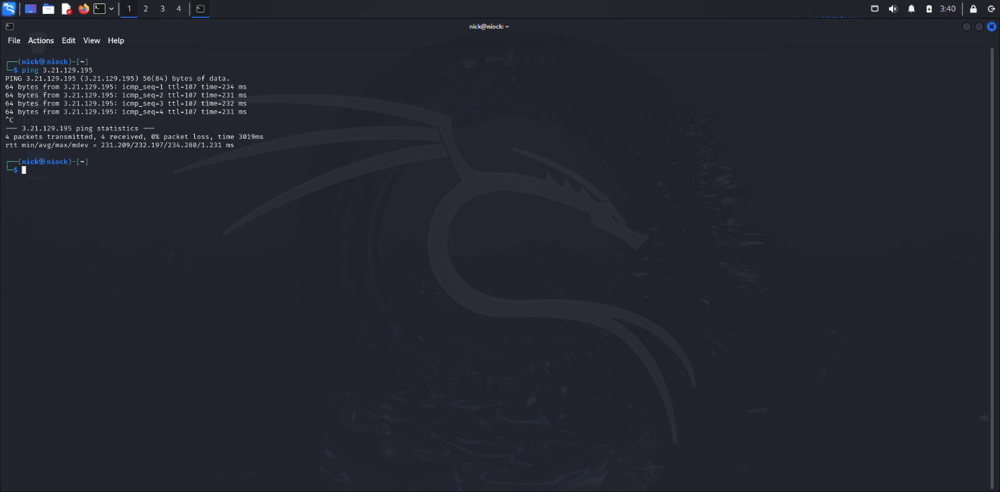 1 2 3 4 3:40
nick@niock: ~
File Actions Edit View Help
┌──(nick㉿niock)-[~]
└─$ ping 3.21.129.195
PING 3.21.129.195 (3.21.129.195) 56(84) bytes of data.
64 bytes from 3.21.129.195: icmp_seq=1 ttl=107 time=234 ms
64 bytes from 3.21.129.195: icmp_seq=2 ttl=107 time=231 ms
64 bytes from 3.21.129.195: icmp_seq=3 ttl=107 time=232 ms
64 bytes from 3.21.129.195: icmp_seq=4 ttl=107 time=231 ms
^C
--- 3.21.129.195 ping statistics ---
4 packets transmitted, 4 received, 0% packet loss, time 3019ms
rtt min/avg/max/mdev = 231.209/232.197/234.280/1.231 ms
┌──(nick㉿niock)-[~]
└─$
Home